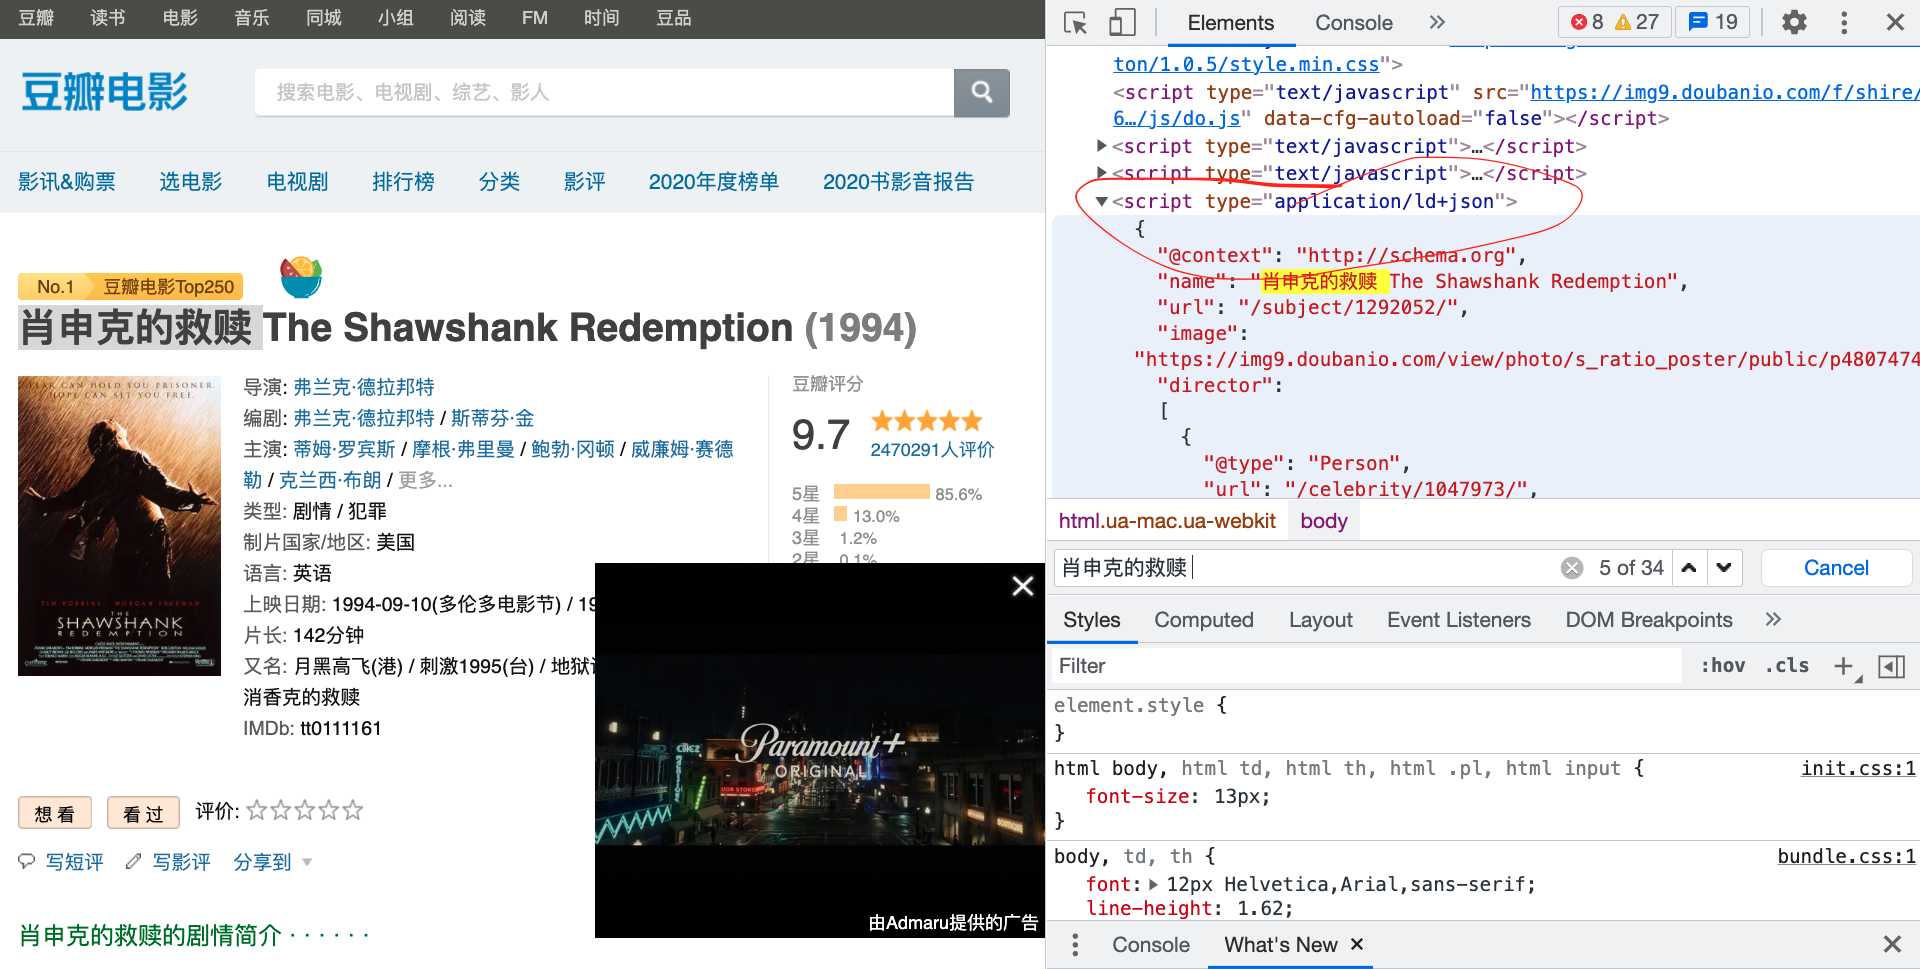 豆瓣 读书 电影 音乐 同城 小组 阅读 FM 时间 豆品
豆瓣电影
搜索电影、电视剧、综艺、影人
影讯&购票 选电影 电视剧 排行榜 分类 影评 2020年度榜单 2020书影音报告
No.1 豆瓣电影Top250
肖申克的救赎 The Shawshank Redemption (1994)
FEAR CAN HOLD YOU PRISONER.
HOPE CAN SET YOU FREE.
TIM ROBBINS MORGAN FREEMAN
THE
SHAWSHANK
REDEMPTION
导演: 弗兰克·德拉邦特
编剧: 弗兰克·德拉邦特 / 斯蒂芬·金
主演: 蒂姆·罗宾斯 / 摩根·弗里曼 / 鲍勃·冈顿 / 威廉姆·赛德
勒 / 克兰西·布朗 / 更多...
类型: 剧情 / 犯罪
制片国家/地区: 美国
语言: 英语
上映日期: 1994-09-10(多伦多电影节) / 19
片长: 142分钟
又名: 月黑高飞(港) / 刺激1995(台) / 地狱
消香克的救赎
IMDb: tt0111161
豆瓣评分
9.7
2470291人评价
5星 85.6%
4星 13.0%
3星 1.2%
2星 0.1%
想看 看过 评价:
写短评 写影评 分享到
肖申克的救赎的剧情简介 · · · · · ·
Paramount+
ORIGINAL
由Admaru提供的广告
Elements Console » 8 27 19
ton/1.0.5/style.min.css">
<script type="text/javascript" src="https://img9.doubanio.com/f/shire/
6…/js/do.js" data-cfg-autoload="false"></script>
<script type="text/javascript">…</script>
<script type="text/javascript">…</script>
<script type="application/ld+json">
{
"@context": "http://schema.org",
"name": "肖申克的救赎 The Shawshank Redemption",
"url": "/subject/1292052/",
"image":
"https://img9.doubanio.com/view/photo/s_ratio_poster/public/p4807474
"director":
[
{
"@type": "Person",
"url": "/celebrity/1047973/",
html.ua-mac.ua-webkit body
肖申克的救赎 5 of 34 Cancel
Styles Computed Layout Event Listeners DOM Breakpoints »
Filter :hov .cls +
element.style {
}
html body, html td, html th, html .pl, html input { init.css:1
font-size: 13px;
}
body, td, th { bundle.css:1
font: 12px Helvetica,Arial,sans-serif;
line-height: 1.62;
Console What's New ×